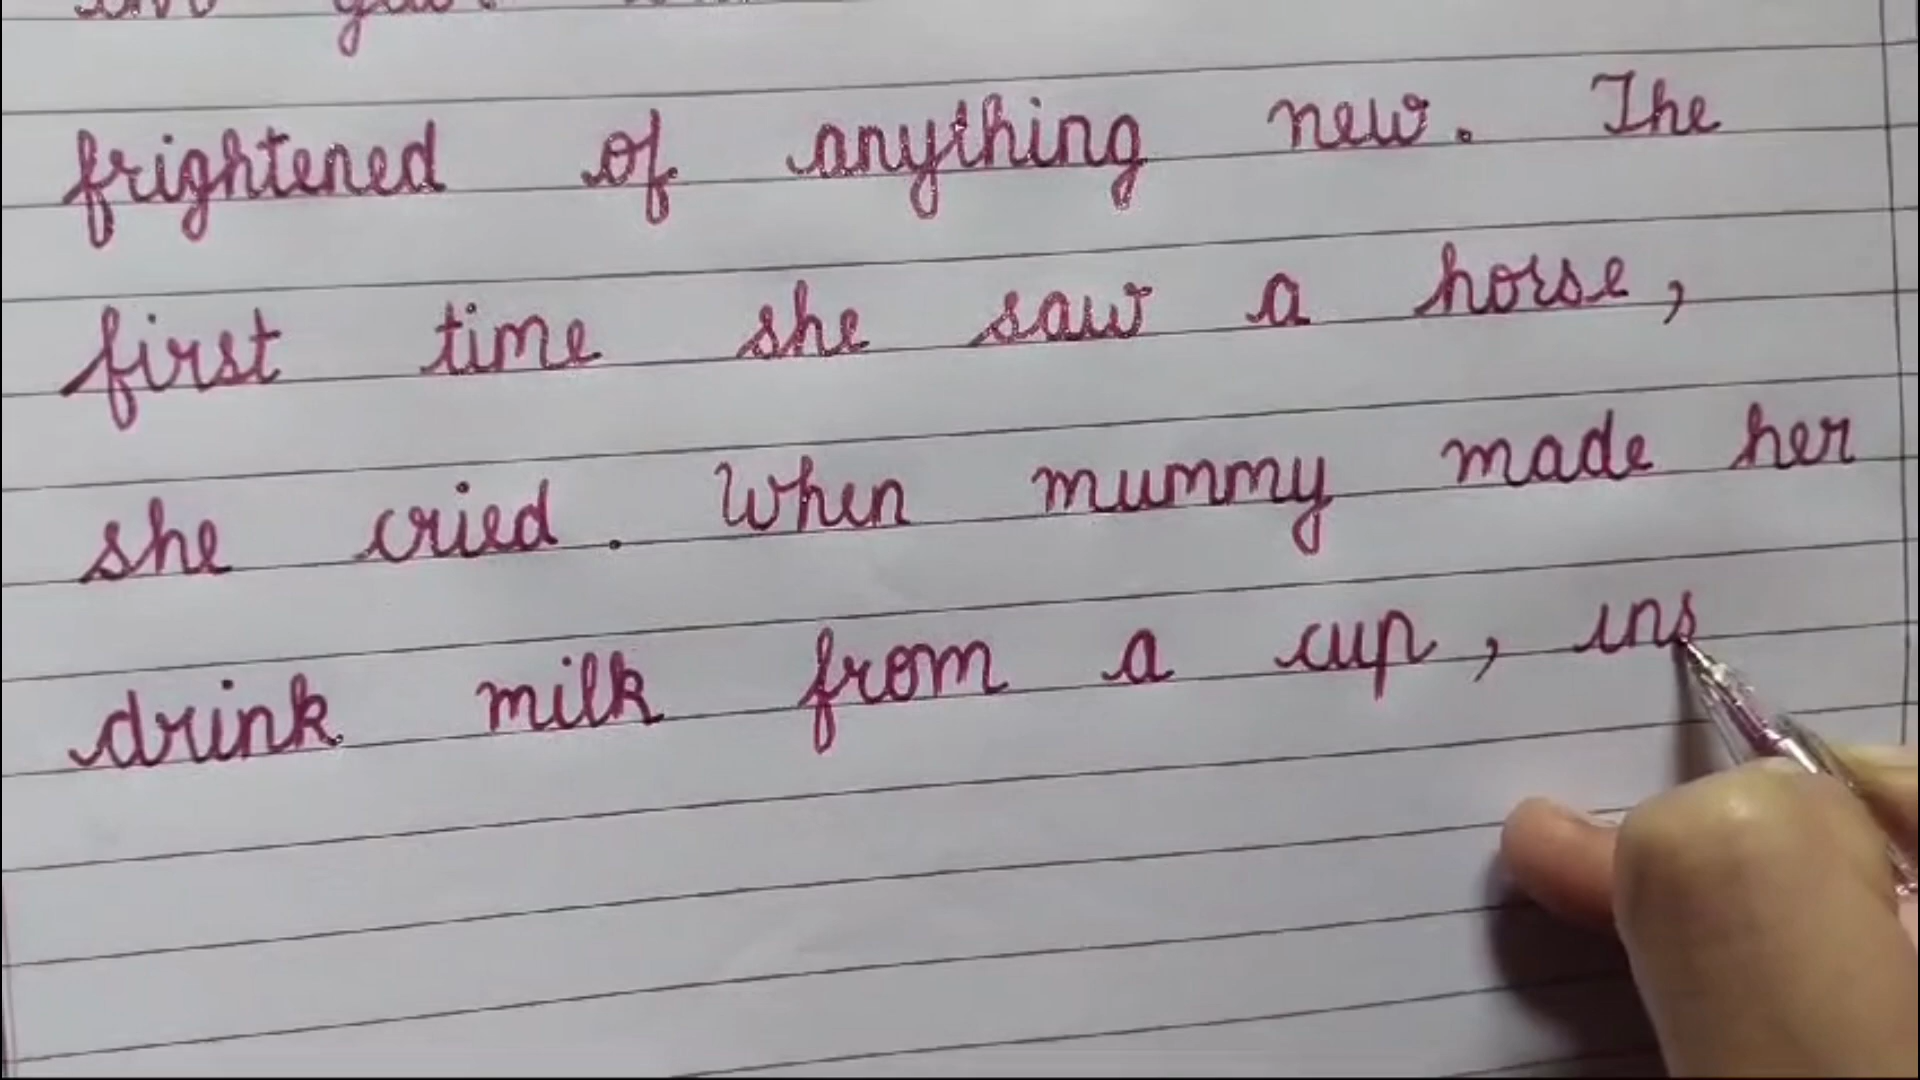 frightened of anything new. The
first time she saw a horse,
she cried. When mummy made her
drink milk from a cup, ins